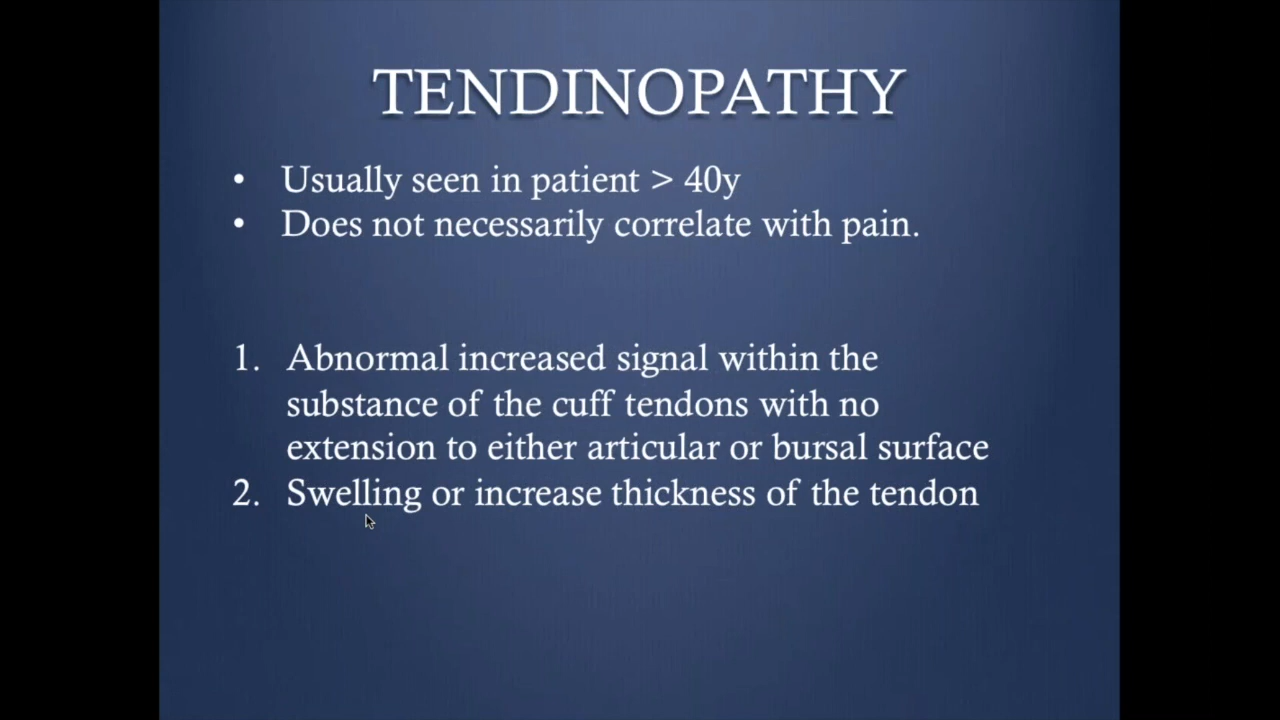 TENDINOPATHY
• Usually seen in patient > 40y
• Does not necessarily correlate with pain.
1. Abnormal increased signal within the
substance of the cuff tendons with no
extension to either articular or bursal surface
2. Swelling or increase thickness of the tendon